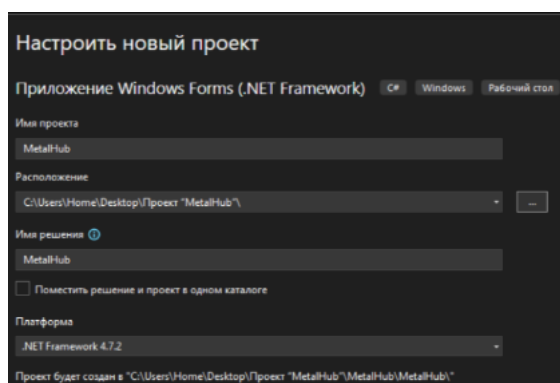 Настроить новый проект
Приложение Windows Forms (.NET Framework) C# Windows Рабочий стол
Имя проекта
MetalHub
Расположение
C:\Users\Home\Desktop\Проект "MetalHub"\ ...
Имя решения
MetalHub
Поместить решение и проект в одном каталоге
Платформа
.NET Framework 4.7.2
Проект будет создан в "C:\Users\Home\Desktop\Проект "MetalHub"\MetalHub\MetalHub\"